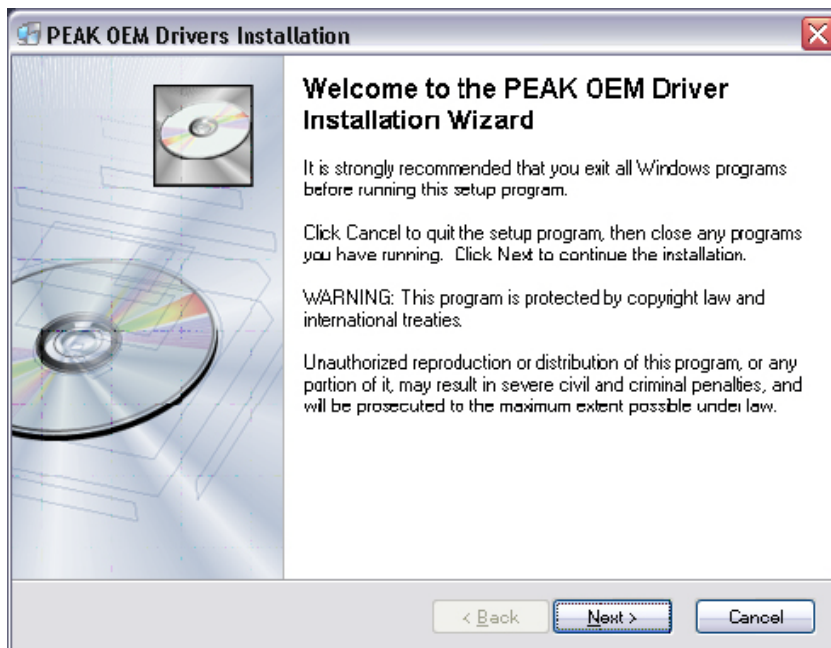 PEAK OEM Drivers Installation
Welcome to the PEAK OEM Driver
Installation Wizard
It is strongly recommended that you exit all Windows programs
before running this setup program.
Click Cancel to quit the setup program, then close any programs
you have running. Click Next to continue the installation.
WARNING: This program is protected by copyright law and
international treaties.
Unauthorized reproduction or distribution of this program, or any
portion of it, may result in severe civil and criminal penalties, and
will be prosecuted to the maximum extent possible under law.
< Back
Next >
Cancel